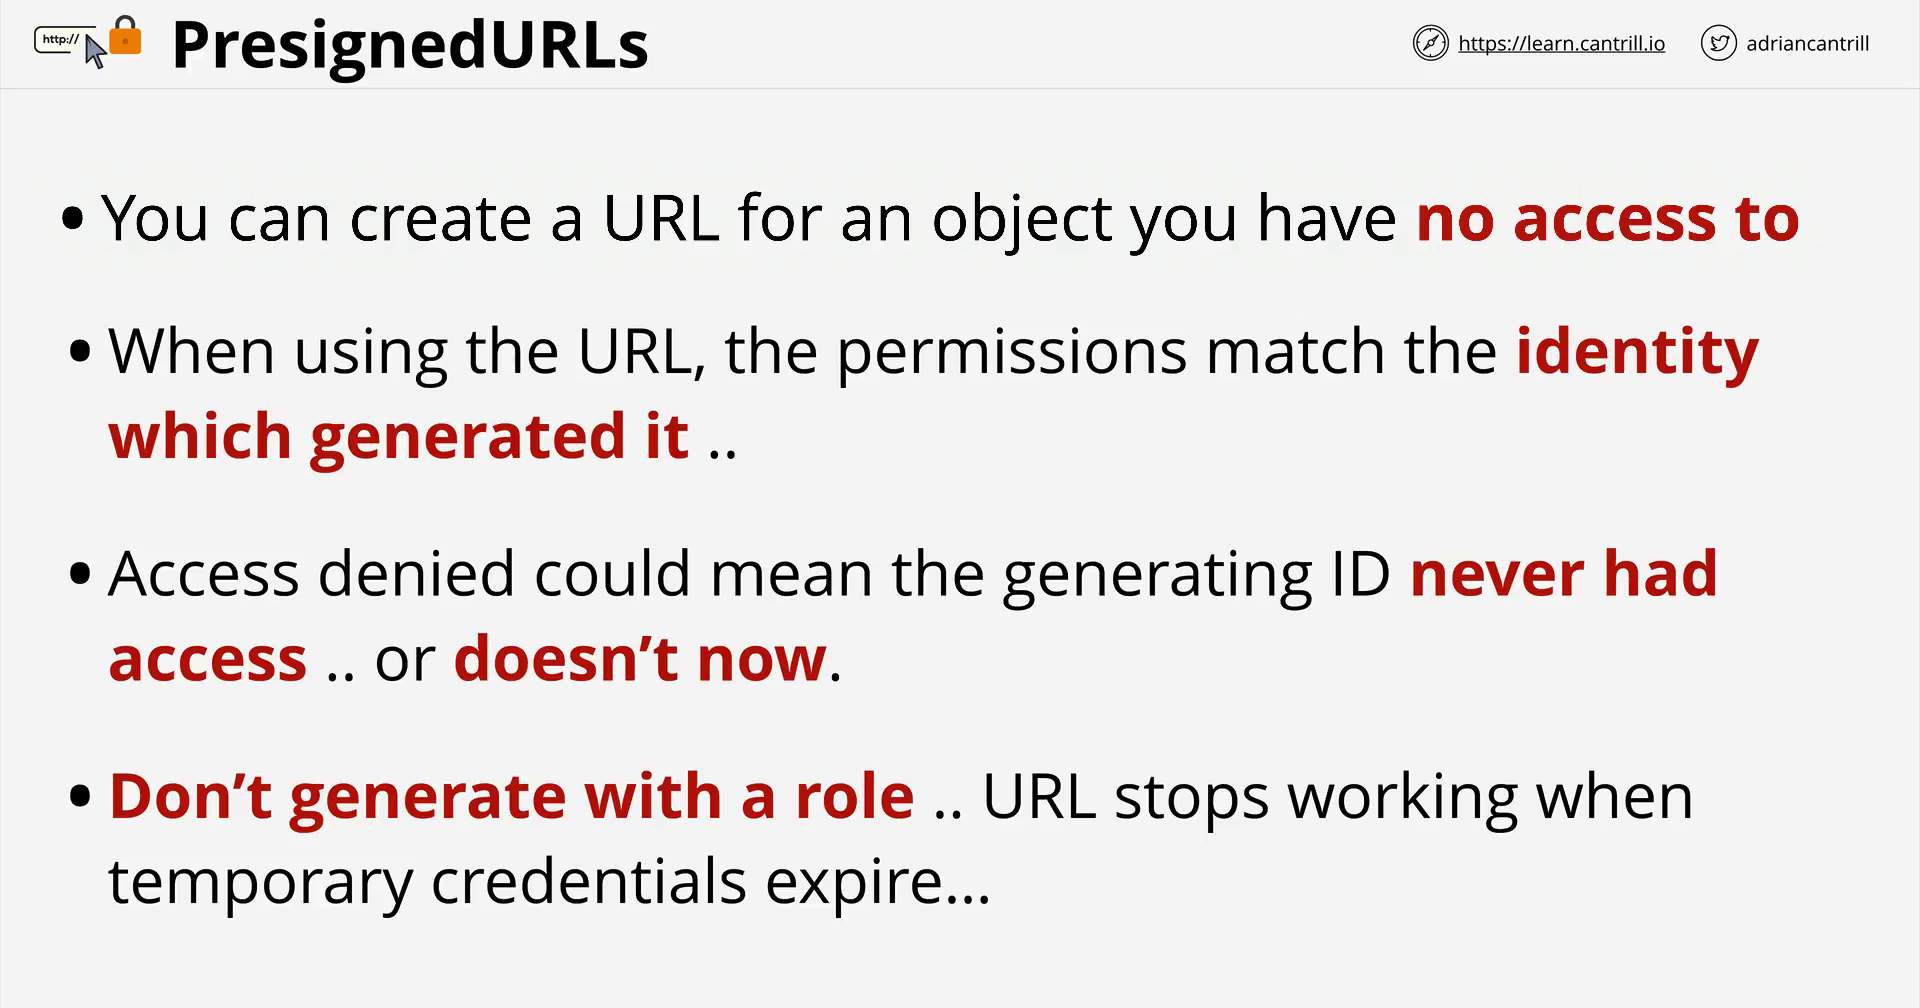 http://
PresignedURLs
https://learn.cantrill.io
adriancantrill
• You can create a URL for an object you have no access to
• When using the URL, the permissions match the identity
which generated it ..
• Access denied could mean the generating ID never had
access .. or doesn’t now.
• Don’t generate with a role .. URL stops working when
temporary credentials expire...